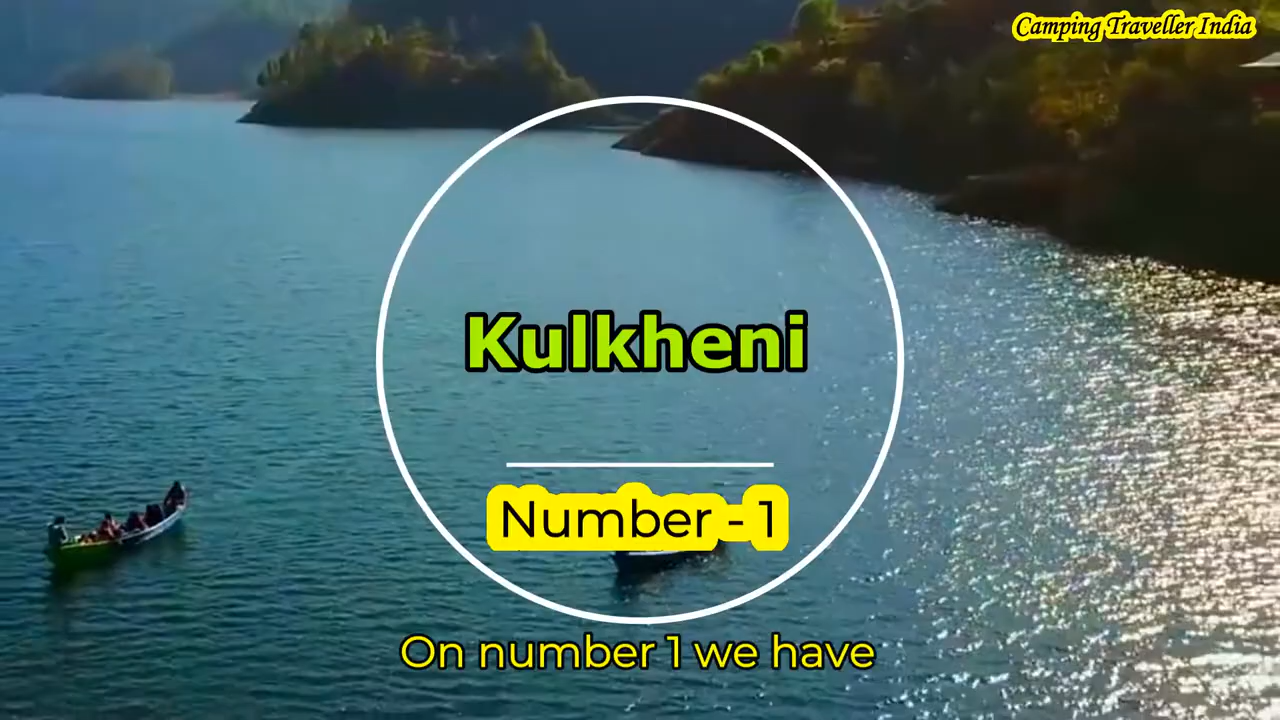 Camping Traveller India
Kulkheni
Number - 1
On number 1 we have